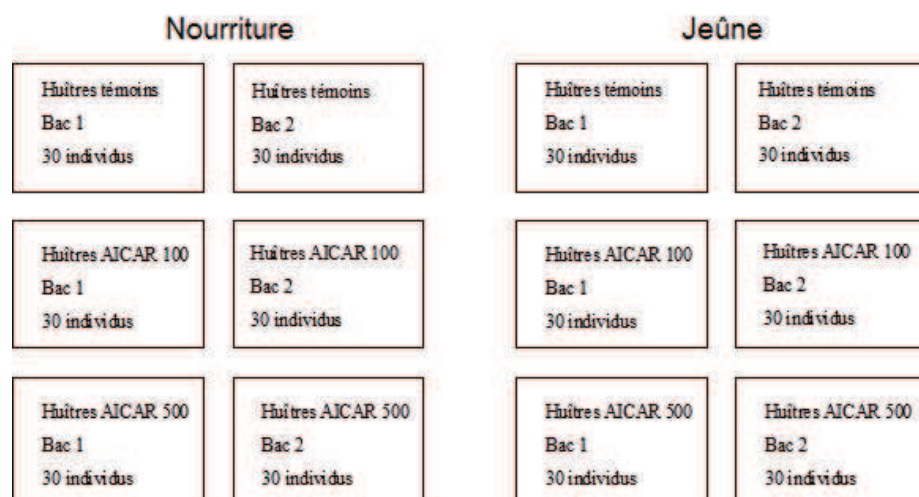 Nourriture
Jeûne
Huîtres témoins
Bac 1
30 individus
Huîtres témoins
Bac 2
30 individus
Huîtres témoins
Bac 1
30 individus
Huîtres témoins
Bac 2
30 individus
Huîtres AICAR 100
Bac 1
30 individus
Huîtres AICAR 100
Bac 2
30 individus
Huîtres AICAR 100
Bac 1
30 individus
Huîtres AICAR 100
Bac 2
30 individus
Huîtres AICAR 500
Bac 1
30 individus
Huîtres AICAR 500
Bac 2
30 individus
Huîtres AICAR 500
Bac 1
30 individus
Huîtres AICAR 500
Bac 2
30 individus